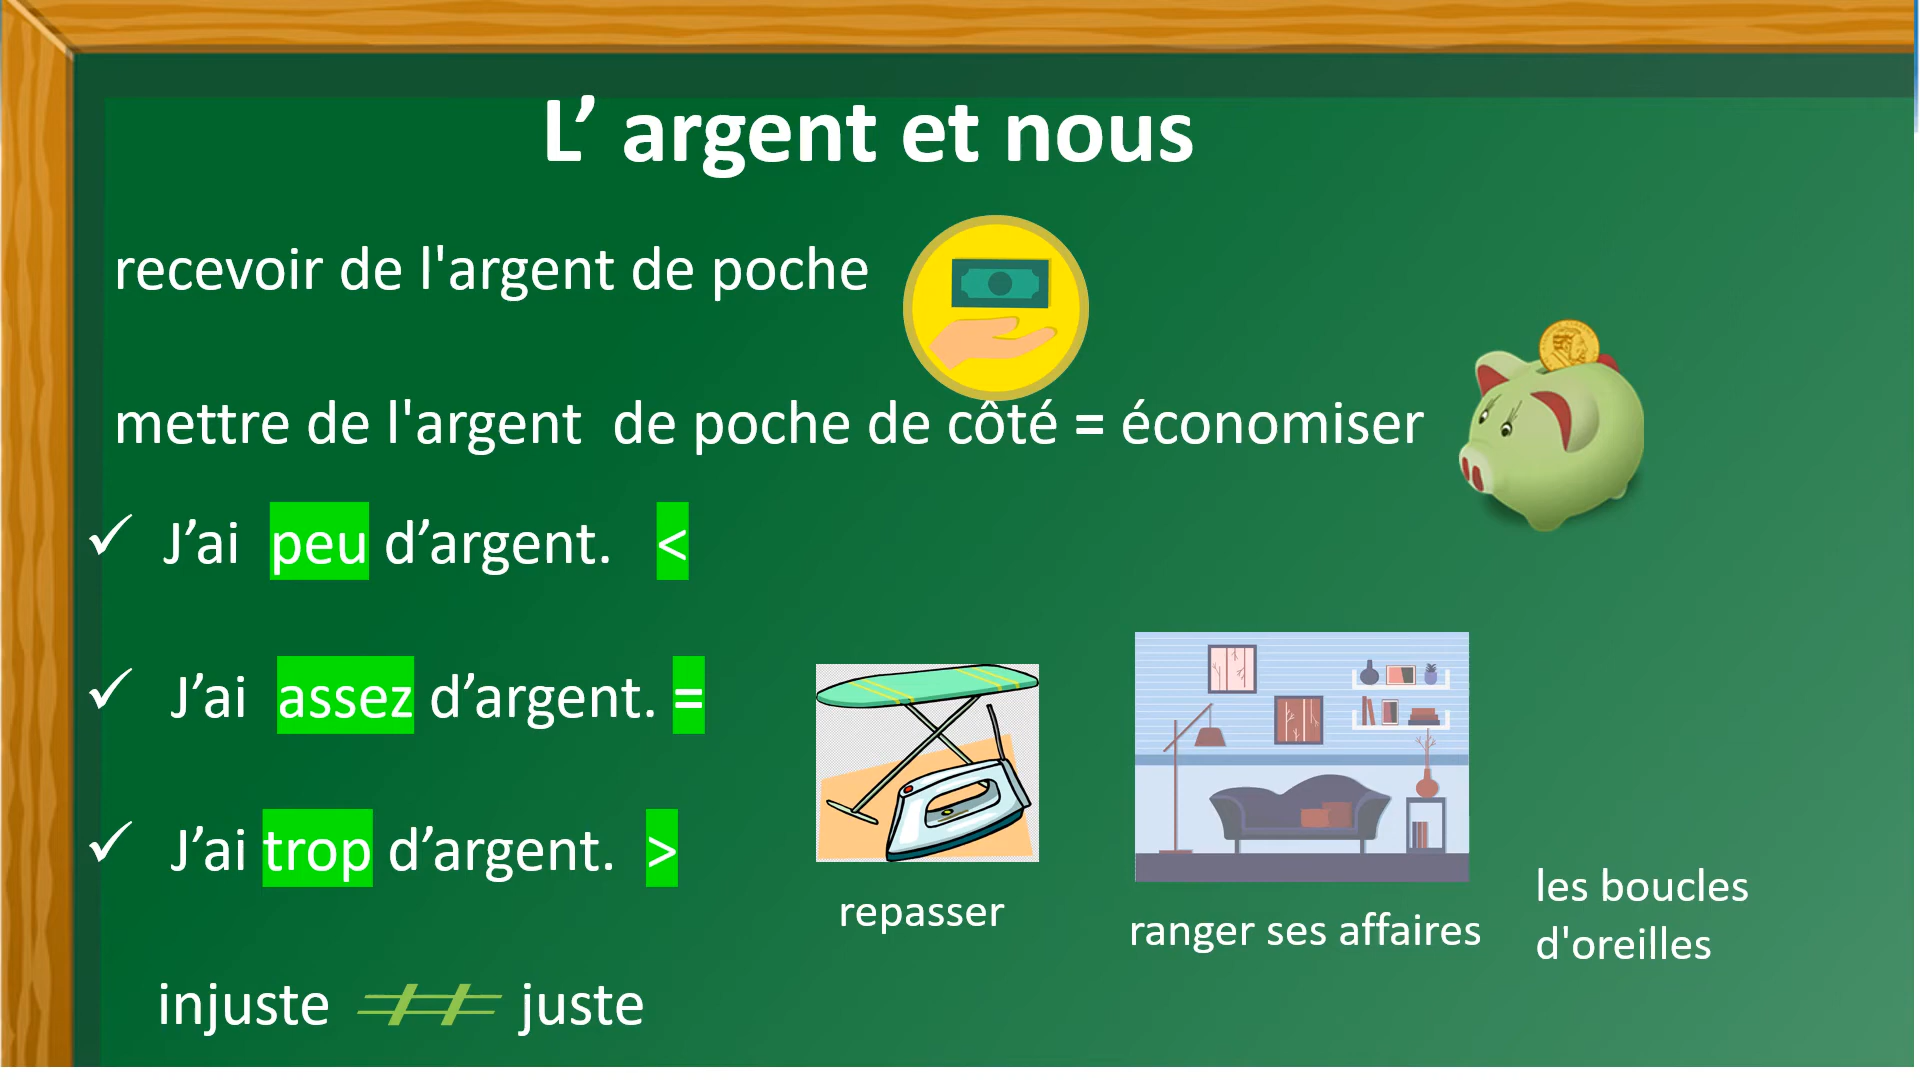 L’ argent et nous
recevoir de l'argent de poche
mettre de l'argent  de poche de côté = économiser
✓ J’ai peu d’argent. <
✓ J’ai assez d’argent. =
✓ J’ai trop d’argent. >
repasser
ranger ses affaires
les boucles
d'oreilles
injuste ≠ juste